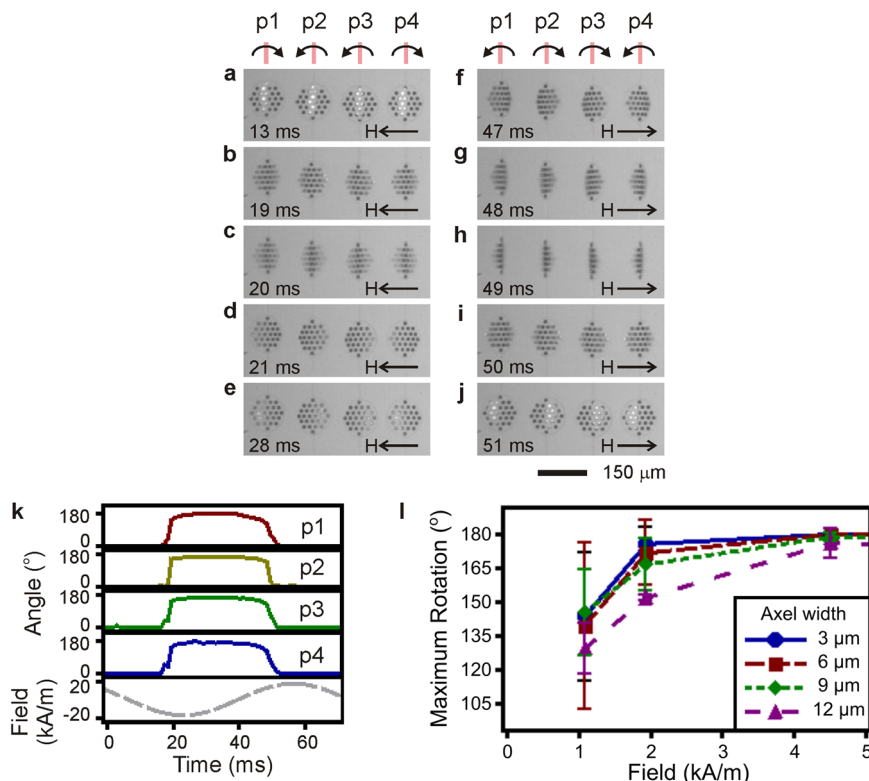 p1 p2 p3 p4
p1 p2 p3 p4
a
13 ms
H
f
47 ms
H
b
19 ms
H
g
48 ms
H
c
20 ms
H
h
49 ms
H
d
21 ms
H
i
50 ms
H
e
28 ms
H
j
51 ms
H
150 μm
k
180
0
p1
180
0
p2
180
0
p3
180
0
p4
Angle (°)
20
-20
Field
(kA/m)
0 20 40 60
Time (ms)
l
Maximum Rotation (°)
180
165
150
135
120
105
0 1 2 3 4 5
Field (kA/m)
Axel width
3 μm
6 μm
9 μm
12 μm